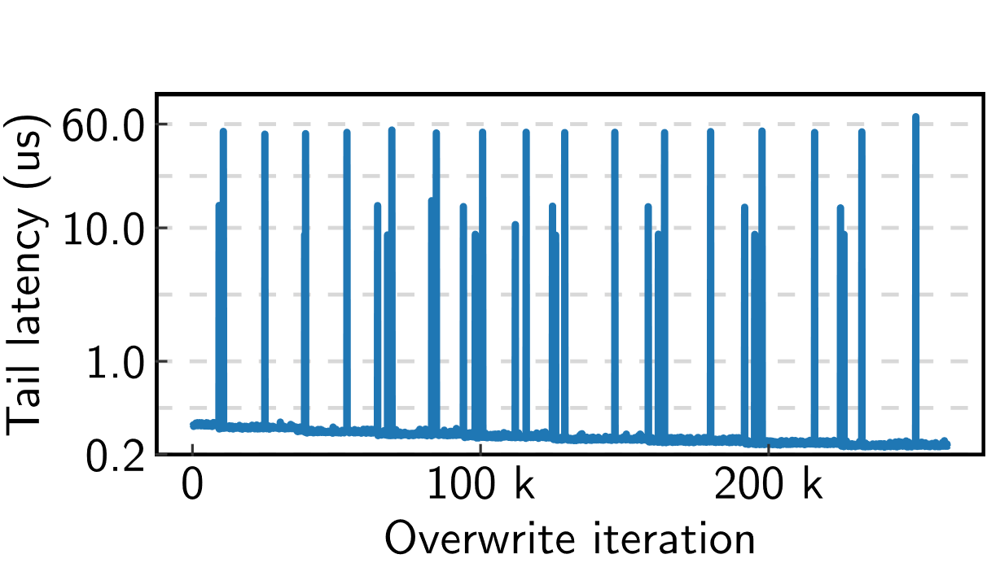 Tail latency (us)
60.0
10.0
1.0
0.2
0 100 k 200 k
Overwrite iteration